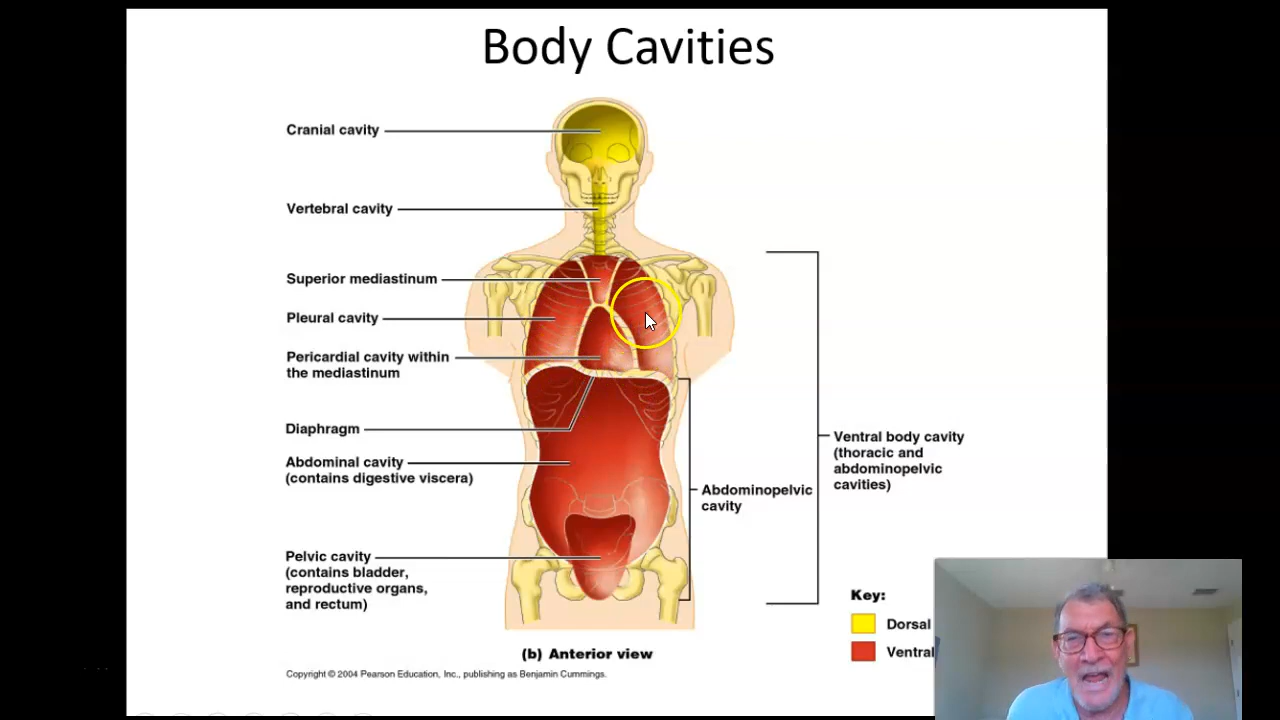 Body Cavities
Cranial cavity
Vertebral cavity
Superior mediastinum
Pleural cavity
Pericardial cavity within
the mediastinum
Diaphragm
Abdominal cavity
(contains digestive viscera)
Pelvic cavity
(contains bladder,
reproductive organs,
and rectum)
Abdominopelvic
cavity
Ventral body cavity
(thoracic and
abdominopelvic
cavities)
Key:
Dorsal
Ventral
(b) Anterior view
Copyright © 2004 Pearson Education, Inc., publishing as Benjamin Cummings.